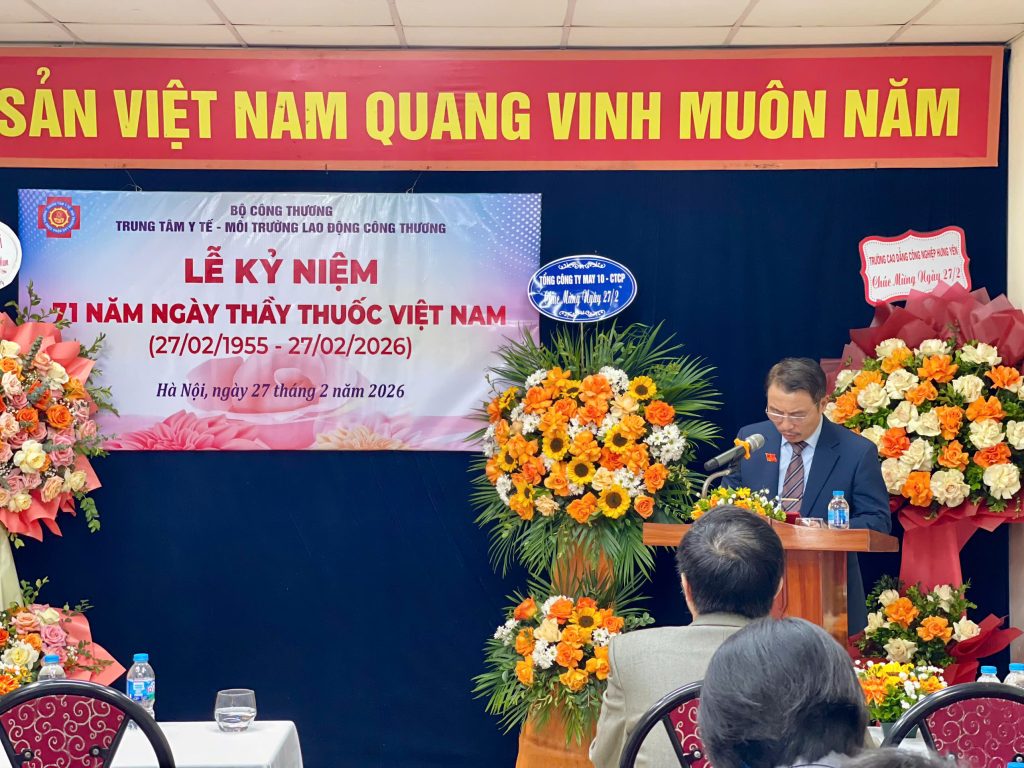 SẢN VIỆT NAM QUANG VINH MUÔN NĂM
BỘ CÔNG THƯƠNG
TRUNG TÂM Y TẾ - MÔI TRƯỜNG LAO ĐỘNG CÔNG THƯƠNG
LỄ KỶ NIỆM
71 NĂM NGÀY THẦY THUỐC VIỆT NAM
(27/02/1955 - 27/02/2026)
Hà Nội, ngày 27 tháng 2 năm 2026
TỔNG CÔNG TY MAY 10 - CTCP
Chúc Mừng Ngày 27/2
TRƯỜNG CAO ĐẲNG CÔNG NGHIỆP HƯNG YÊN
Chúc Mừng Ngày 27/2